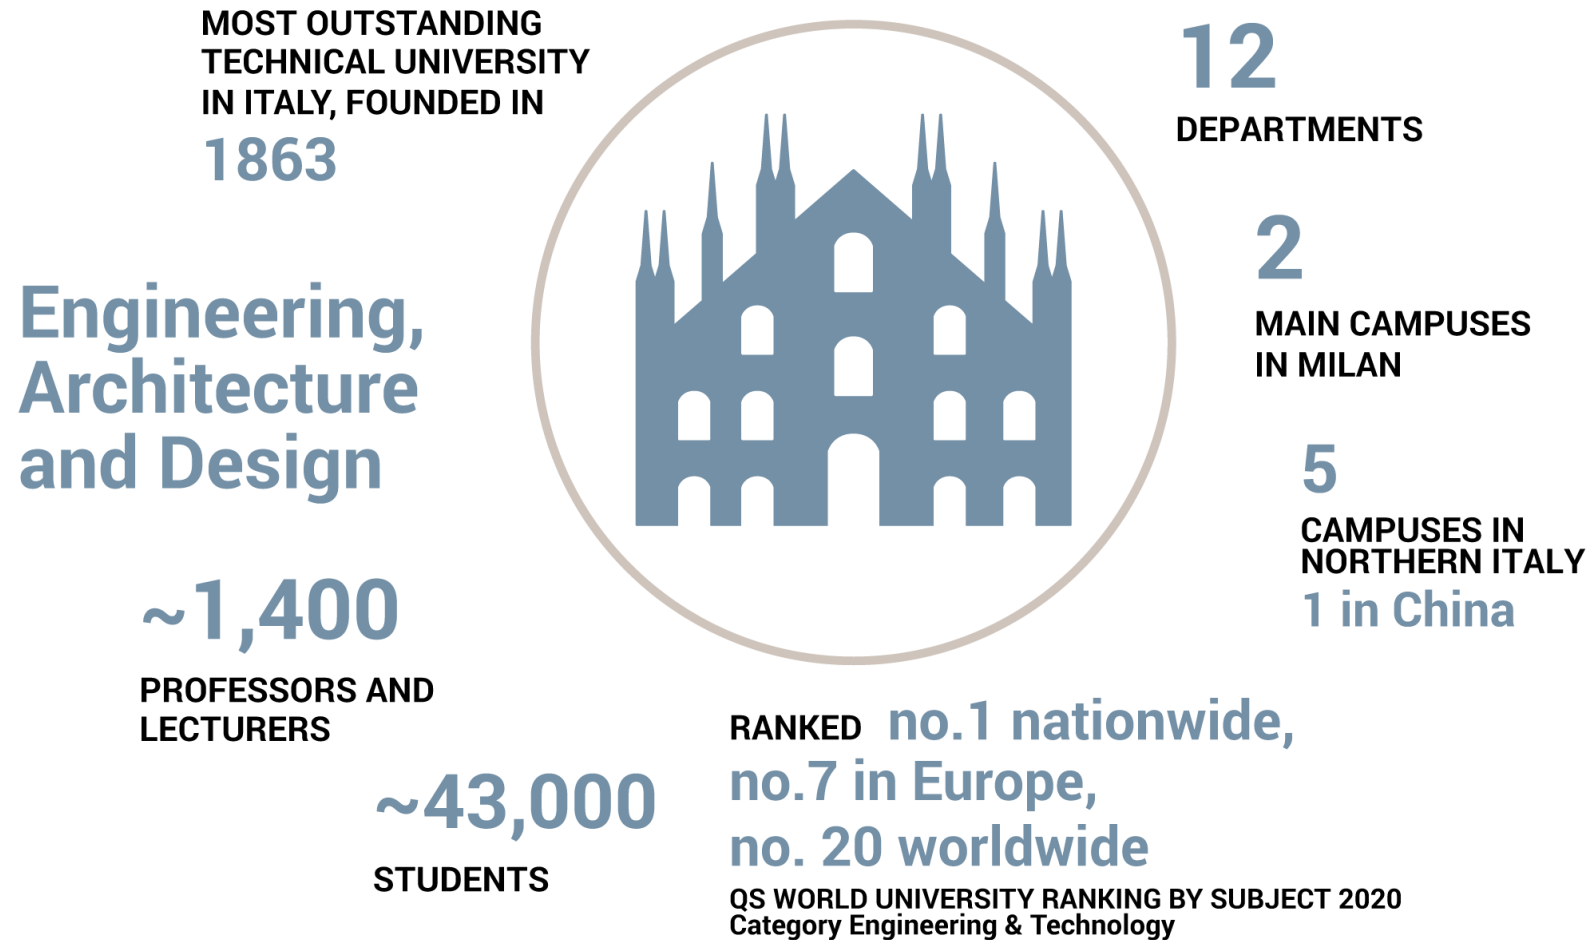 MOST OUTSTANDING
TECHNICAL UNIVERSITY
IN ITALY, FOUNDED IN
1863
Engineering,
Architecture
and Design
~1,400
PROFESSORS AND
LECTURERS
~43,000
STUDENTS
12
DEPARTMENTS
2
MAIN CAMPUSES
IN MILAN
5
CAMPUSES IN
NORTHERN ITALY
1 in China
RANKED no.1 nationwide,
no.7 in Europe,
no. 20 worldwide
QS WORLD UNIVERSITY RANKING BY SUBJECT 2020
Category Engineering & Technology